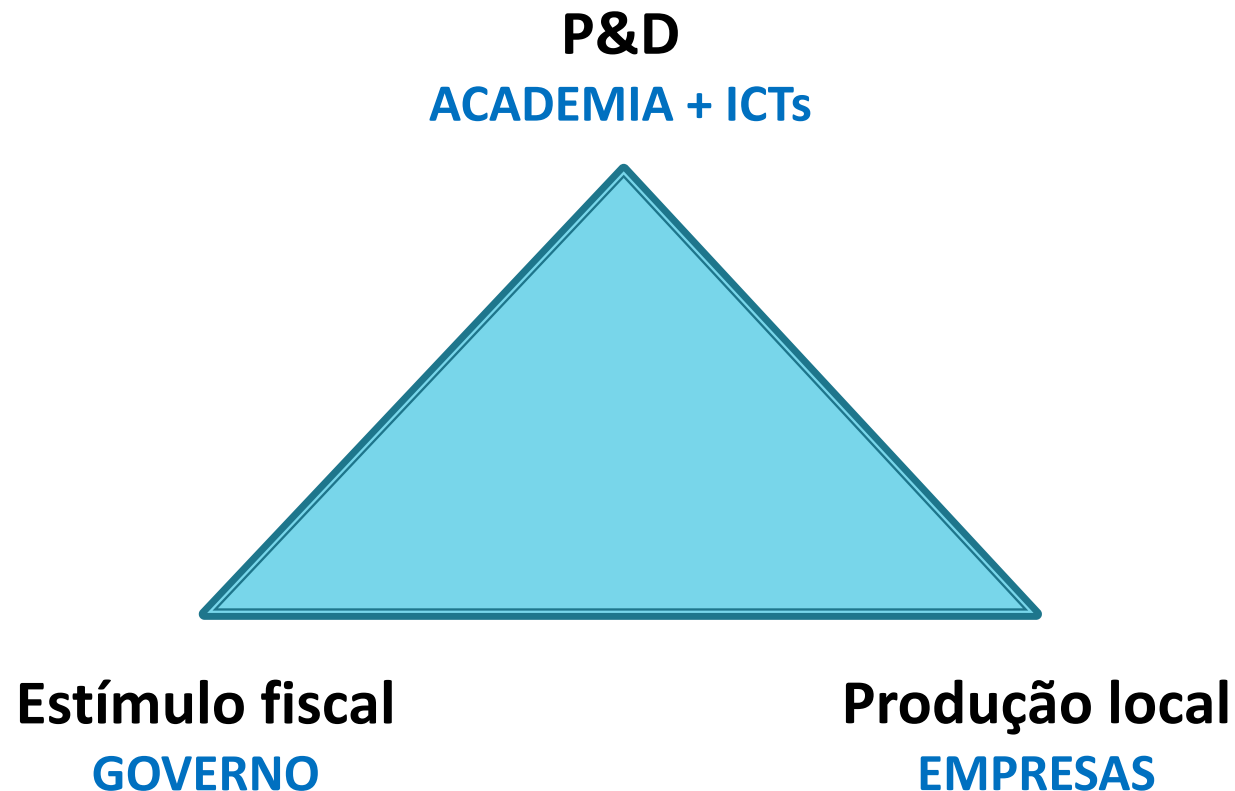 P&D
ACADEMIA + ICTs
Estímulo fiscal
GOVERNO
Produção local
EMPRESAS